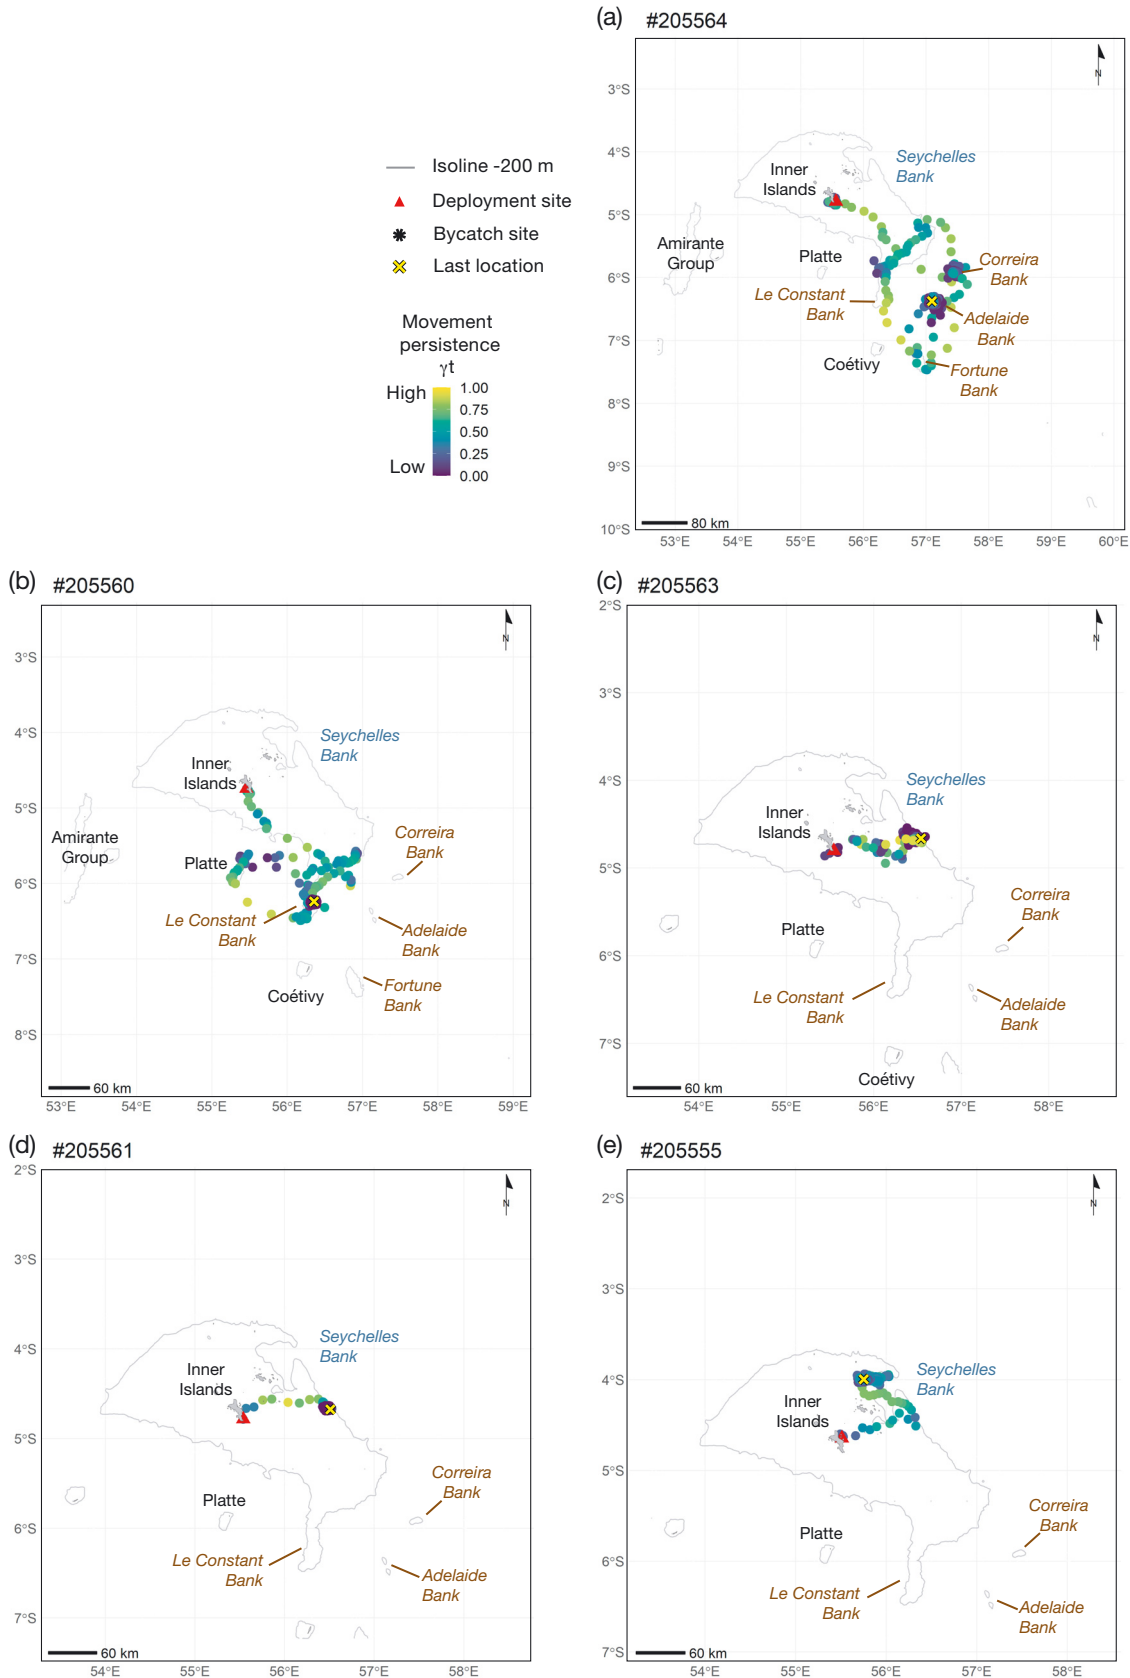 (a) #205564
N
3°S
4°S
5°S
6°S
7°S
8°S
9°S
10°S
Seychelles
Bank
Inner
Islands
Amirante
Group
Platte
Correira
Bank
Le Constant
Bank
Adelaide
Bank
Coétivy
Fortune
Bank
80 km
53°E 54°E 55°E 56°E 57°E 58°E 59°E 60°E
Isoline -200 m
Deployment site
Bycatch site
Last location
Movement
persistence
γt
High
Low
1.00
0.75
0.50
0.25
0.00
(b) #205560
N
3°S
4°S
5°S
6°S
7°S
8°S
Seychelles
Bank
Inner
Islands
Amirante
Group
Platte
Correira
Bank
Le Constant
Bank
Adelaide
Bank
Coétivy
Fortune
Bank
60 km
53°E 54°E 55°E 56°E 57°E 58°E 59°E
(c) #205563
N
2°S
3°S
4°S
5°S
6°S
7°S
Seychelles
Bank
Inner
Islands
Correira
Bank
Platte
Le Constant
Bank
Adelaide
Bank
Coétivy
60 km
54°E 55°E 56°E 57°E 58°E
(d) #205561
N
2°S
3°S
4°S
5°S
6°S
7°S
Seychelles
Bank
Inner
Islands
Correira
Bank
Platte
Le Constant
Bank
Adelaide
Bank
60 km
54°E 55°E 56°E 57°E 58°E
(e) #205555
N
2°S
3°S
4°S
5°S
6°S
7°S
Seychelles
Bank
Inner
Islands
Correira
Bank
Platte
Le Constant
Bank
Adelaide
Bank
60 km
54°E 55°E 56°E 57°E 58°E